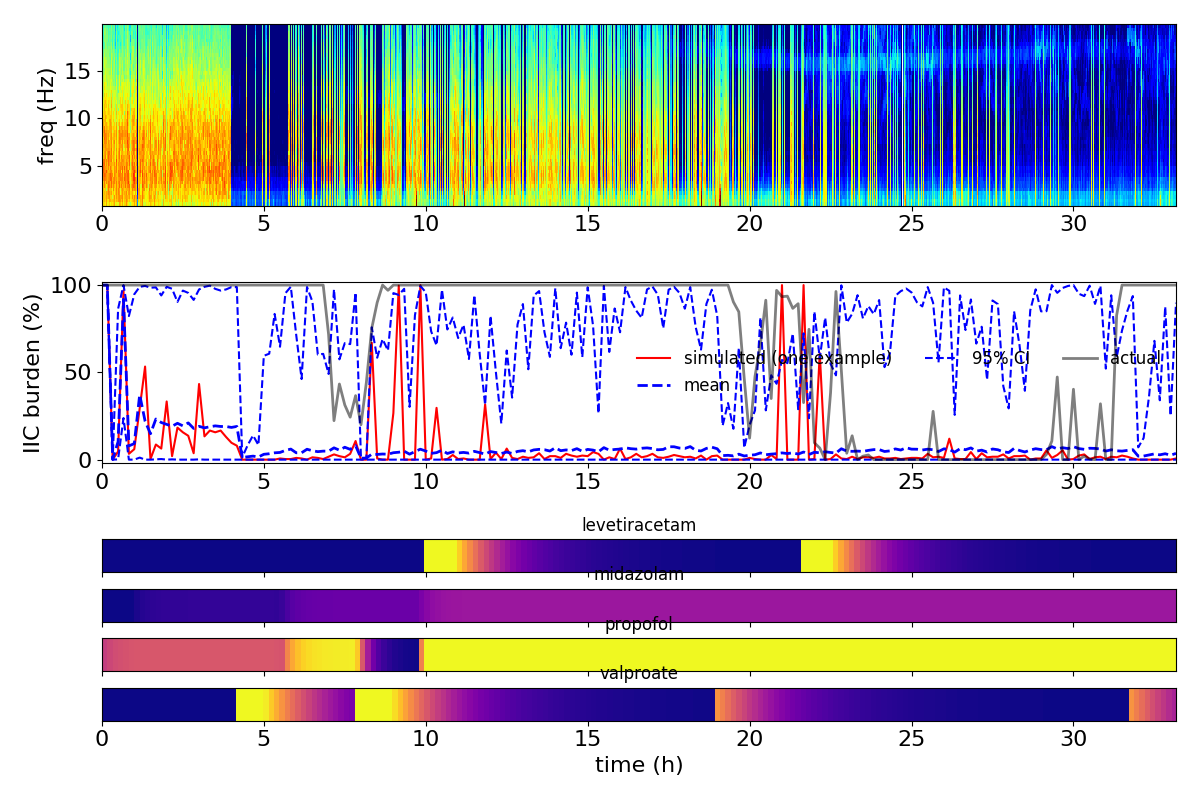 freq (Hz)
15
10
5
0 5 10 15 20 25 30
IIC burden (%)
100
50
0
simulated (one example) 95% CI actual
mean
0 5 10 15 20 25 30
levetiracetam
midazolam
propofol
valproate
0 5 10 15 20 25 30
time (h)